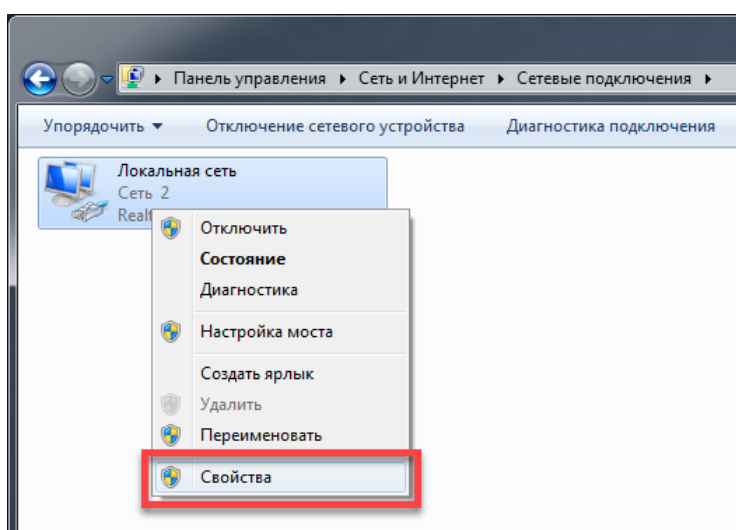 Панель управления ▸ Сеть и Интернет ▸ Сетевые подключения ▸
Упорядочить ▾ Отключение сетевого устройства Диагностика подключения
Локальная сеть
Сеть 2
Отключить
Состояние
Диагностика
Настройка моста
Создать ярлык
Удалить
Переименовать
Свойства